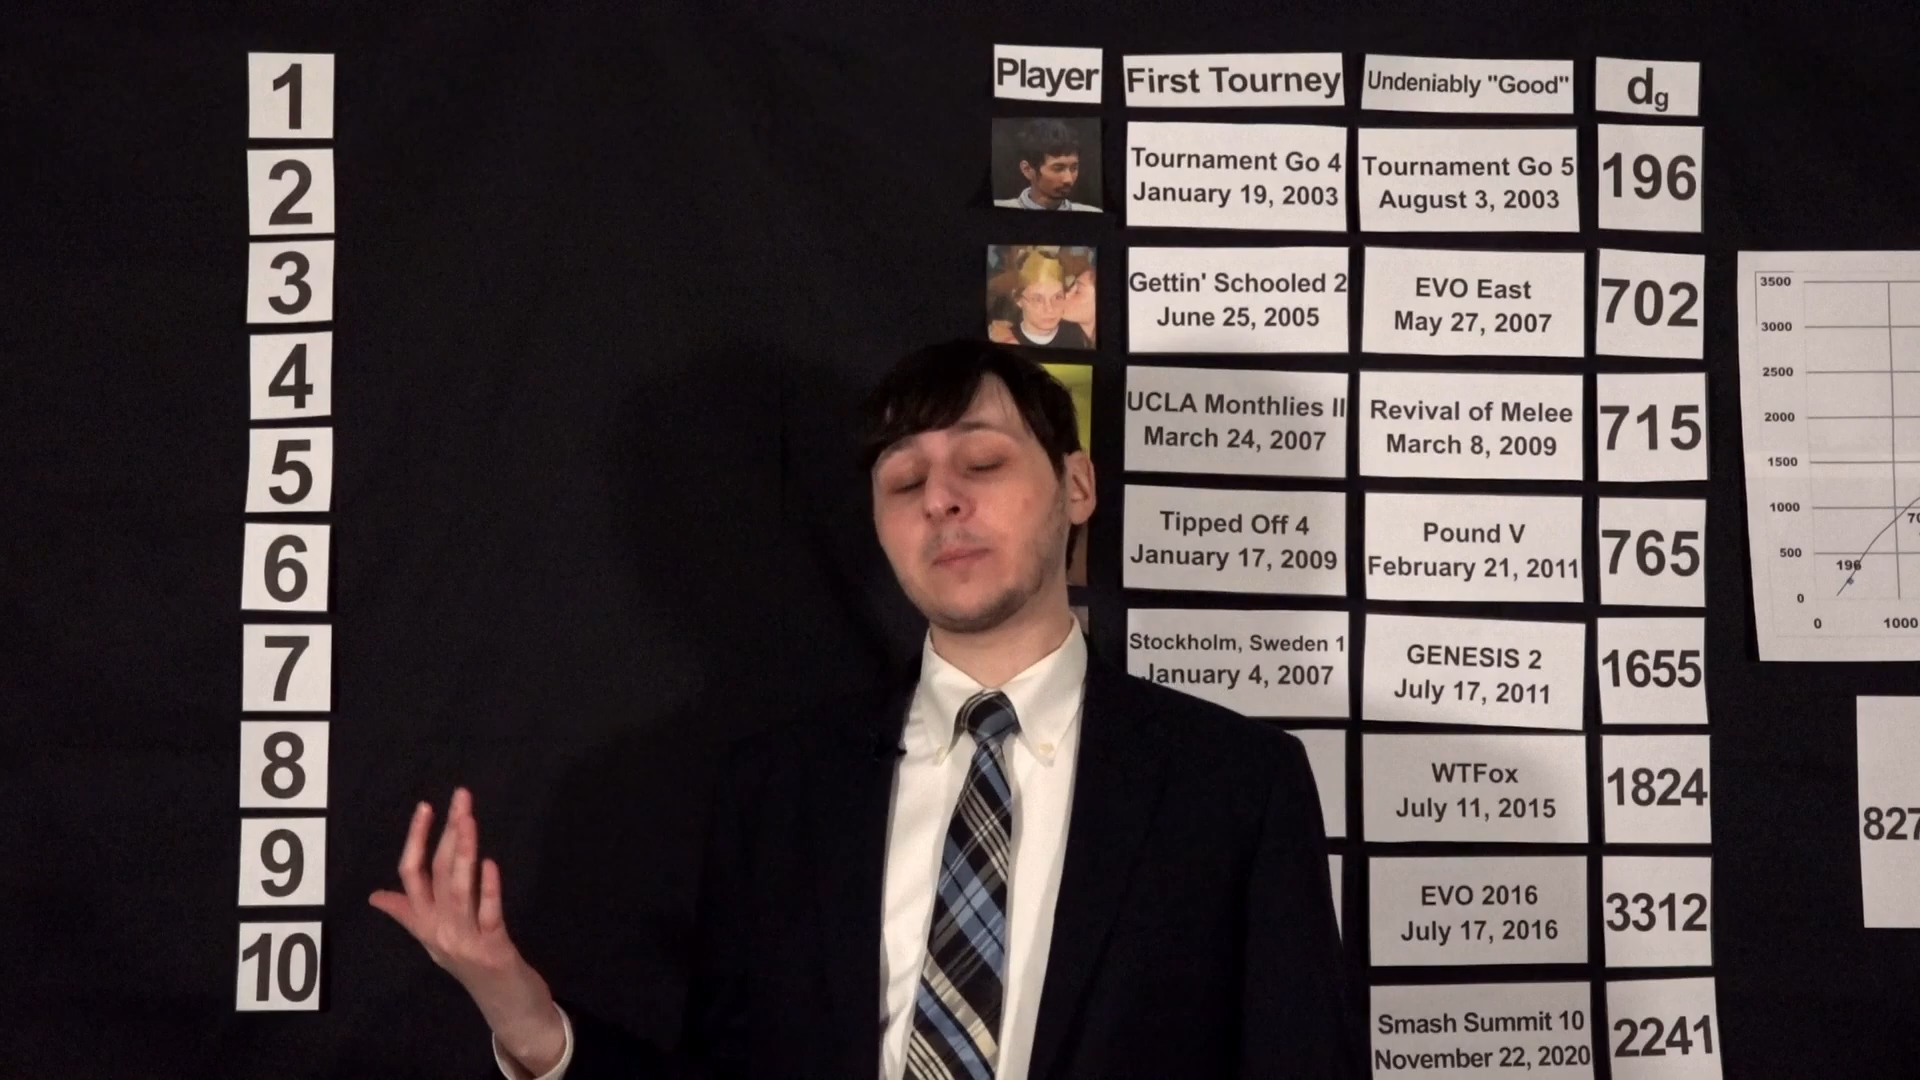 1
2
3
4
5
6
7
8
9
10
Player
First Tourney
Undeniably "Good"
dg
Tournament Go 4
January 19, 2003
Tournament Go 5
August 3, 2003
196
Gettin' Schooled 2
June 25, 2005
EVO East
May 27, 2007
702
UCLA Monthlies II
March 24, 2007
Revival of Melee
March 8, 2009
715
Tipped Off 4
January 17, 2009
Pound V
February 21, 2011
765
Stockholm, Sweden 1
January 4, 2007
GENESIS 2
July 17, 2011
1655
WTFox
July 11, 2015
1824
EVO 2016
July 17, 2016
3312
Smash Summit 10
November 22, 2020
2241
3500
3000
2500
2000
1500
1000
500
0
196
70
0
1000
827